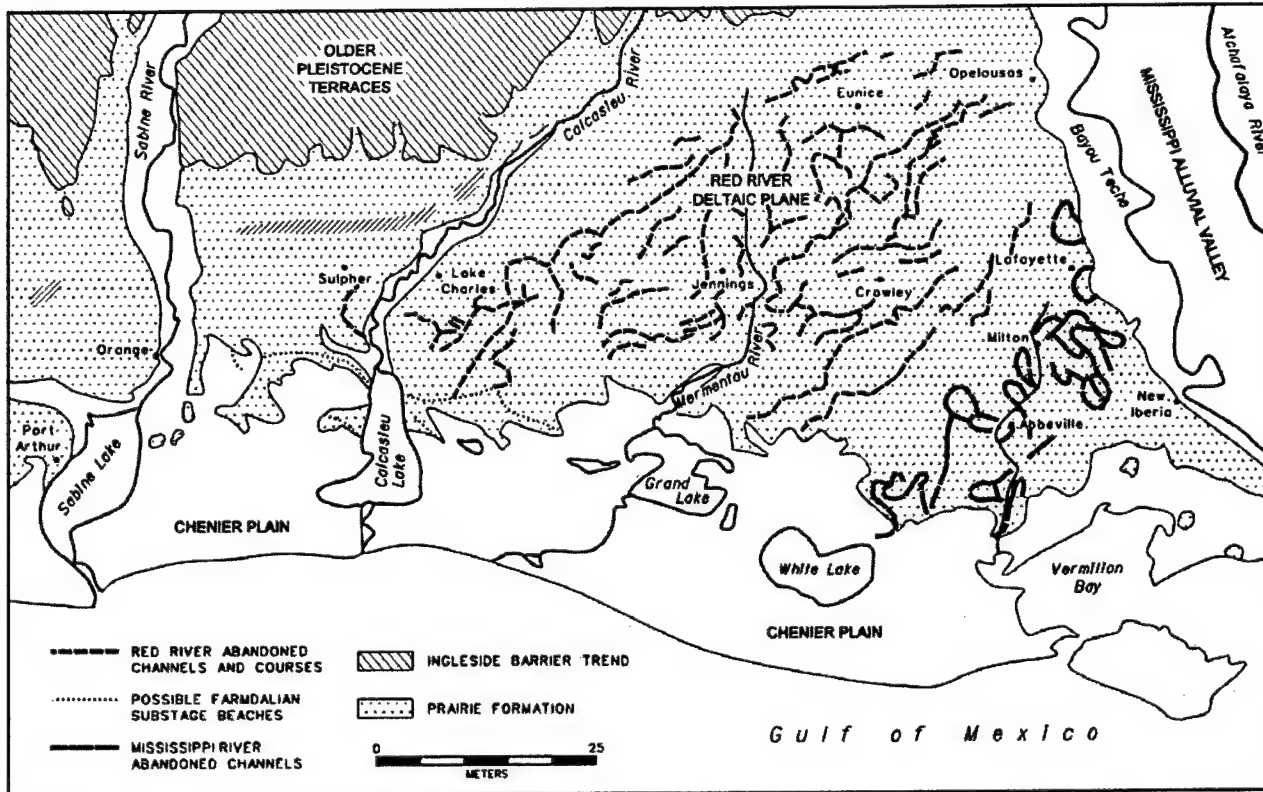 OLDER
PLEISTOCENE
TERRACES
Sabine River
Calcasieu River
Opelousas
Eunice
Atchafalaya River
MISSISSIPPI ALLUVIAL VALLEY
Bayou Teche
RED RIVER
DELTAIC PLANE
Sulpher
Lake
Charles
Jennings
Crowley
Lafayette
Orange
Mermentau River
Milton
New
Iberia
Abbeville
Port
Arthur
Sabine Lake
Calcasieu
Lake
Grand
Lake
CHENIER PLAIN
White Lake
Vermilion
Bay
CHENIER PLAIN
RED RIVER ABANDONED
CHANNELS AND COURSES
POSSIBLE FARMDALIAN
SUBSTAGE BEACHES
MISSISSIPPI RIVER
ABANDONED CHANNELS
INGLESIDE BARRIER TREND
PRAIRIE FORMATION
0 25
METERS
Gulf of Mexico